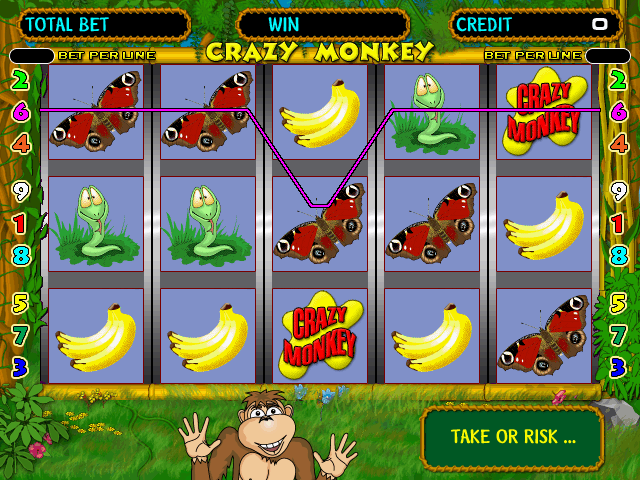 TOTAL BET
WIN
CREDIT 0
BET PER LINE
CRAZY MONKEY
BET PER LINE
2
2
6
6
4
4
CRAZY
MONKEY
9
9
1
1
8
8
5
5
CRAZY
MONKEY
7
7
3
3
TAKE OR RISK ...